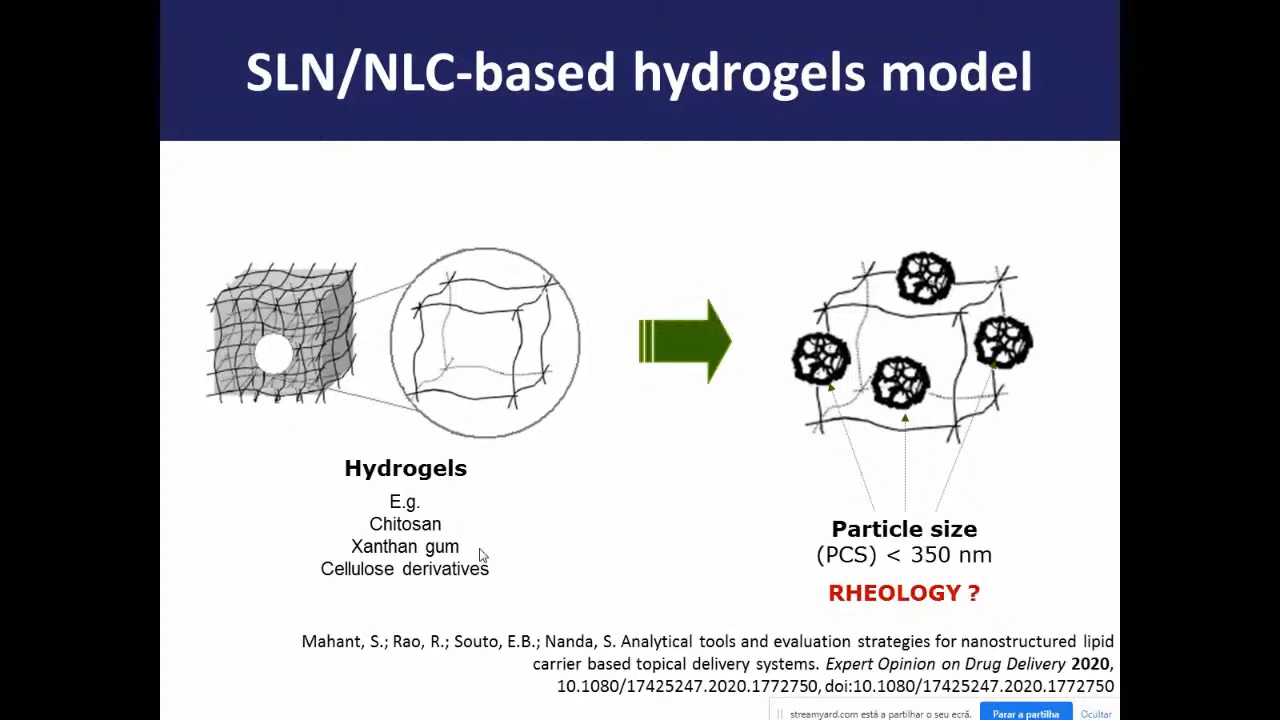 SLN/NLC-based hydrogels model
Hydrogels
E.g.
Chitosan
Xanthan gum
Cellulose derivatives
Particle size
(PCS) < 350 nm
RHEOLOGY ?
Mahant, S.; Rao, R.; Souto, E.B.; Nanda, S. Analytical tools and evaluation strategies for nanostructured lipid
carrier based topical delivery systems. Expert Opinion on Drug Delivery 2020,
10.1080/17425247.2020.1772750, doi:10.1080/17425247.2020.1772750
streamyard.com está a partilhar o seu ecrã.
Parar a partilha
Ocultar